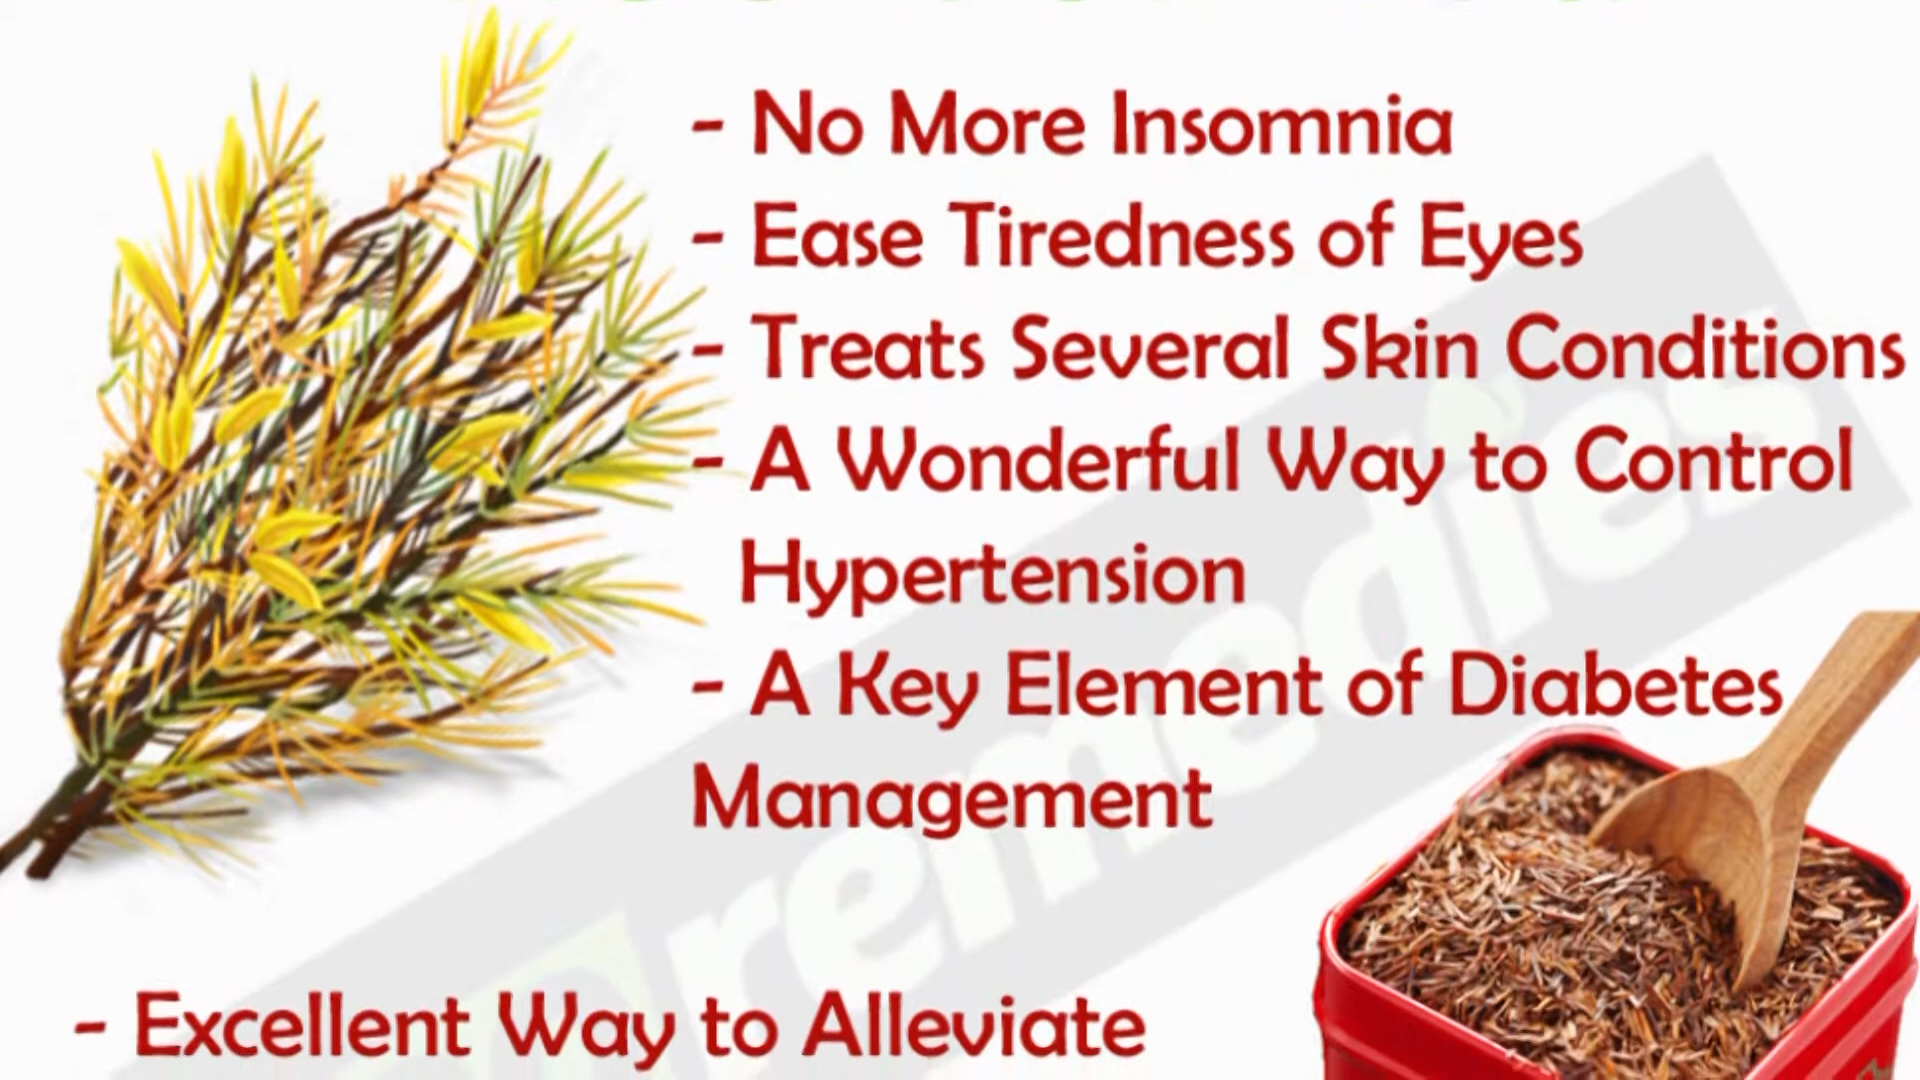 - No More Insomnia
- Ease Tiredness of Eyes
- Treats Several Skin Conditions
- A Wonderful Way to Control
Hypertension
- A Key Element of Diabetes
Management
- Excellent Way to Alleviate
remedies